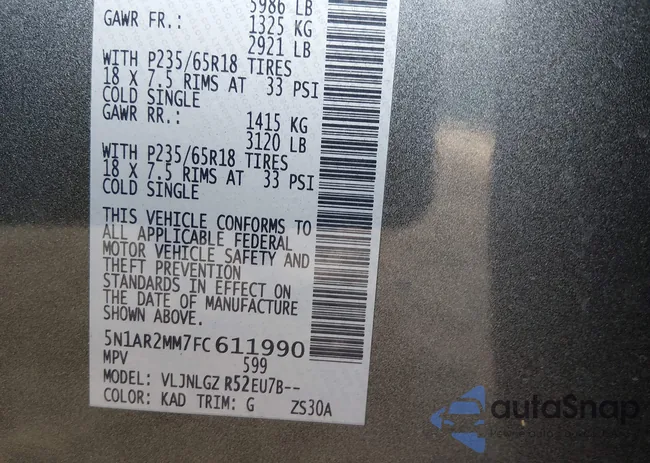 5986 LB
GAWR FR.: 1325 KG
2921 LB
WITH P235/65R18 TIRES
18 X 7.5 RIMS AT 33 PSI
COLD SINGLE
GAWR RR.: 1415 KG
3120 LB
WITH P235/65R18 TIRES
18 X 7.5 RIMS AT 33 PSI
COLD SINGLE
THIS VEHICLE CONFORMS TO
ALL APPLICABLE FEDERAL
MOTOR VEHICLE SAFETY AND
THEFT PREVENTION
STANDARDS IN EFFECT ON
THE DATE OF MANUFACTURE
SHOWN ABOVE.
5N1AR2MM7FC611990
MPV 599
MODEL: VLJNLGZ R52EU7B--
COLOR: KAD TRIM: G ZS30A
autaSnap